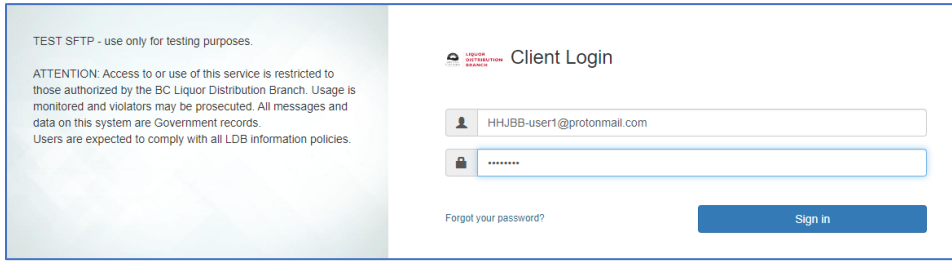 TEST SFTP - use only for testing purposes.
ATTENTION: Access to or use of this service is restricted to
those authorized by the BC Liquor Distribution Branch. Usage is
monitored and violators may be prosecuted. All messages and
data on this system are Government records.
Users are expected to comply with all LDB information policies.
LIQUOR
DISTRIBUTION
BRANCH
Client Login
HHJBB-user1@protonmail.com
••••••••
Forgot your password?
Sign in